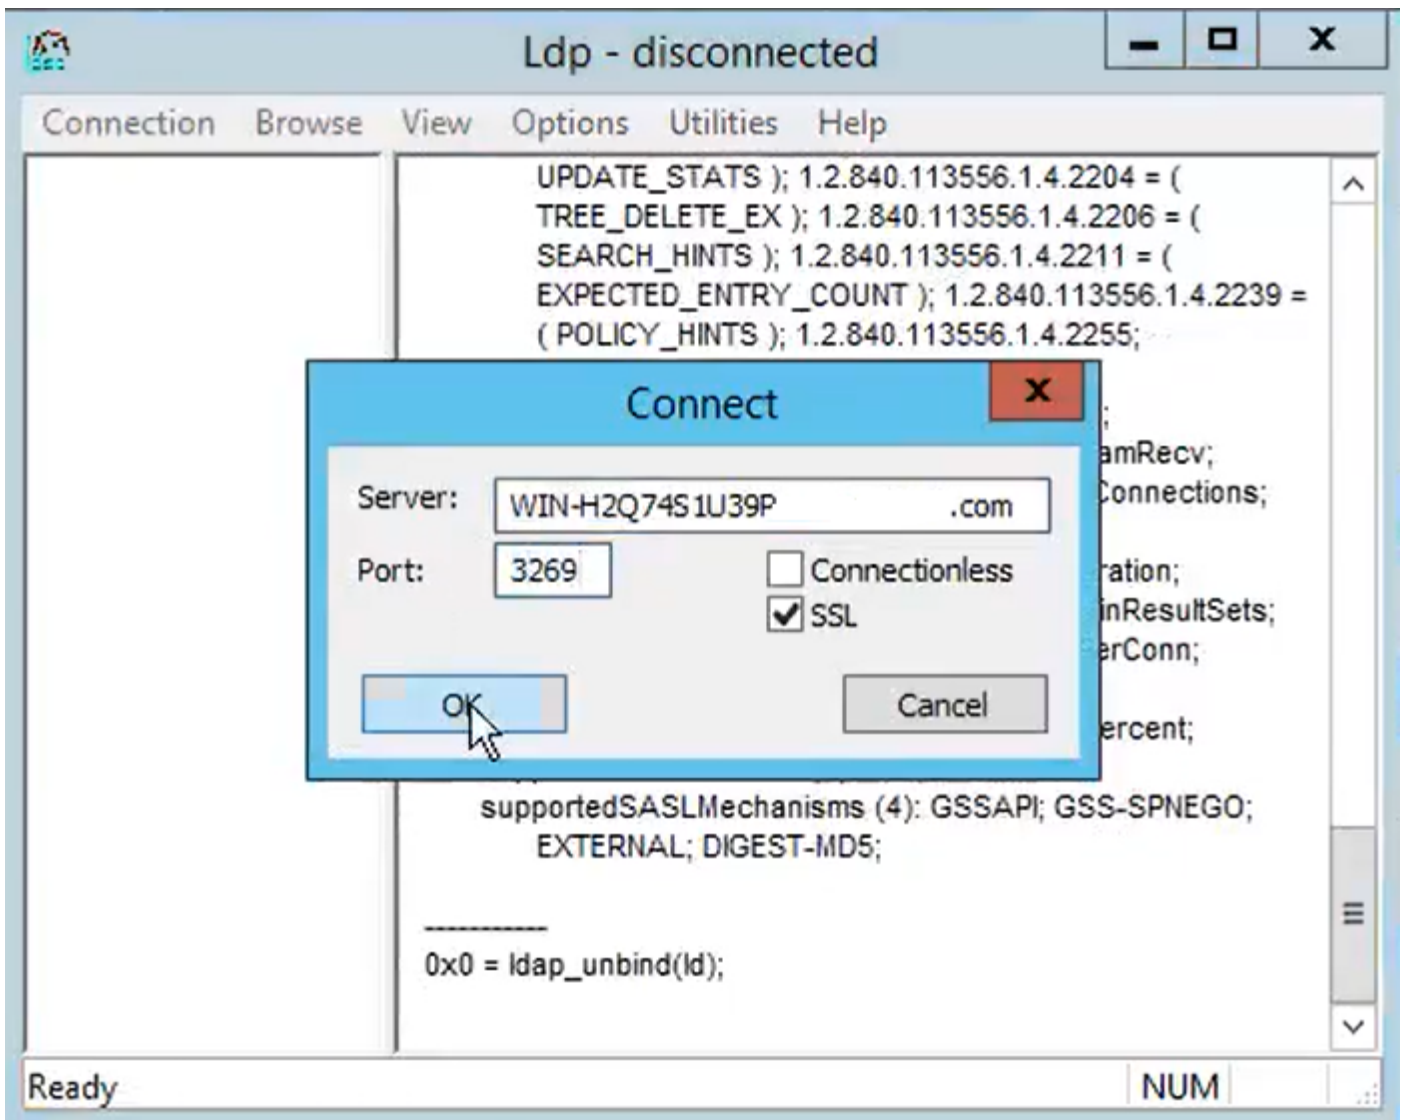 Ldp - disconnected
Connection Browse View Options Utilities Help
UPDATE_STATS ); 1.2.840.113556.1.4.2204 = (
TREE_DELETE_EX ); 1.2.840.113556.1.4.2206 = (
SEARCH_HINTS ); 1.2.840.113556.1.4.2211 = (
EXPECTED_ENTRY_COUNT ); 1.2.840.113556.1.4.2239 =
( POLICY_HINTS ); 1.2.840.113556.1.4.2255;
;
amRecv;
Connections;
ration;
inResultSets;
erConn;
ercent;
Connect
Server: WIN-H2Q74S1U39P .com
Port: 3269
Connectionless
SSL
OK Cancel
supportedSASLMechanisms (4): GSSAPI; GSS-SPNEGO;
EXTERNAL; DIGEST-MD5;
-----------
0x0 = ldap_unbind(ld);
Ready NUM